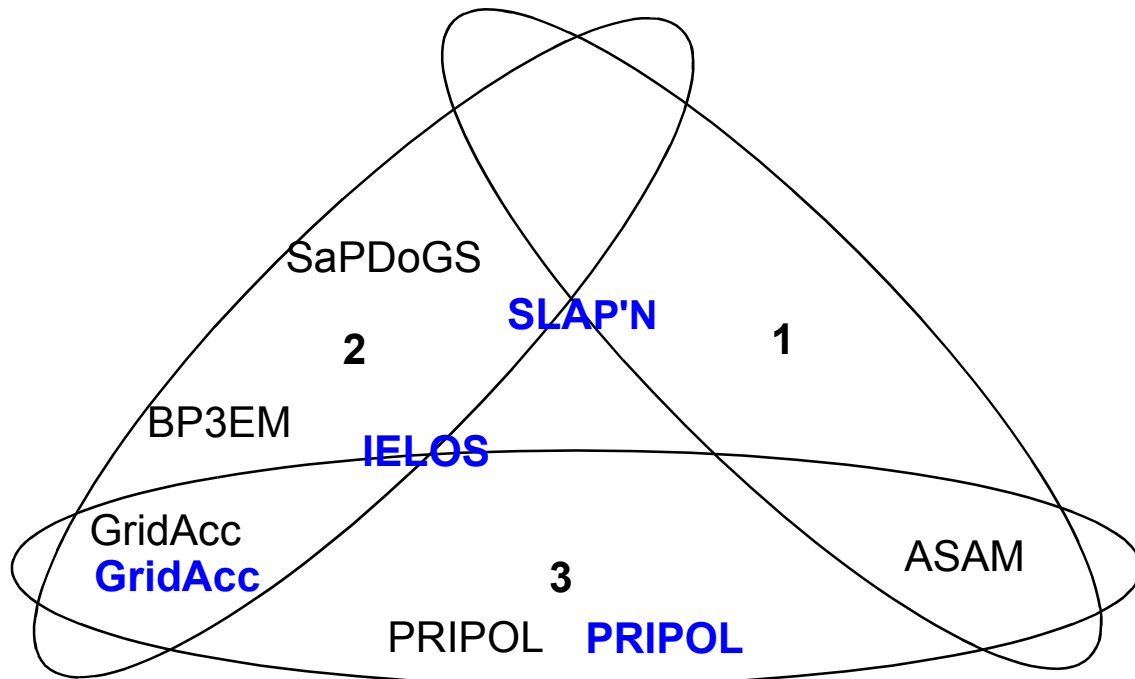 SaPDoGS
SLAP'N
2
1
BP3EM
IELOS
GridAcc
GridAcc
ASAM
3
PRIPOL PRIPOL